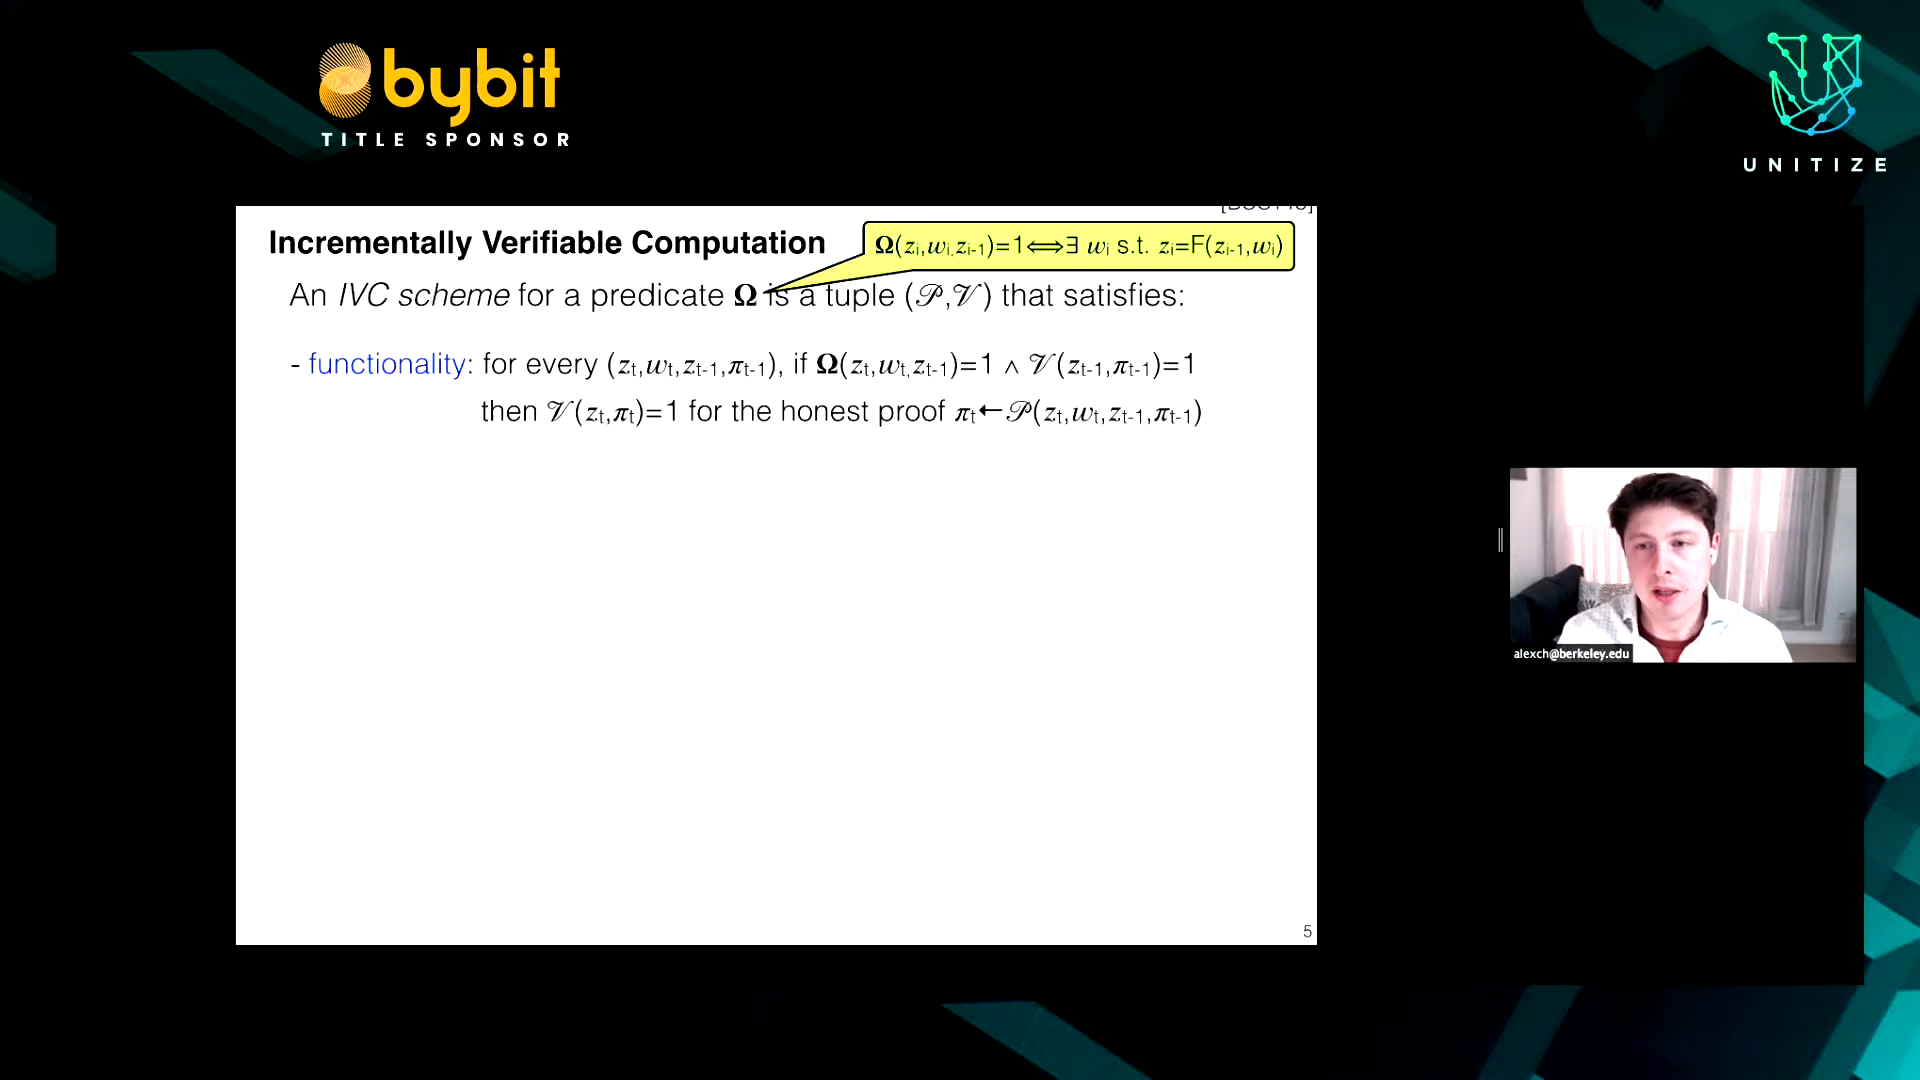 bybit
TITLE SPONSOR
UNITIZE
Incrementally Verifiable Computation
Ω(zᵢ,wᵢ,zᵢ₋₁)=1⟺∃ wᵢ s.t. zᵢ=F(zᵢ₋₁,wᵢ)
An IVC scheme for a predicate Ω is a tuple (𝒫,𝒱) that satisfies:
- functionality: for every (zₜ,wₜ,zₜ₋₁,πₜ₋₁), if Ω(zₜ,wₜ,zₜ₋₁)=1 ∧ 𝒱(zₜ₋₁,πₜ₋₁)=1
then 𝒱(zₜ,πₜ)=1 for the honest proof πₜ←𝒫(zₜ,wₜ,zₜ₋₁,πₜ₋₁)
alexch@berkeley.edu
5